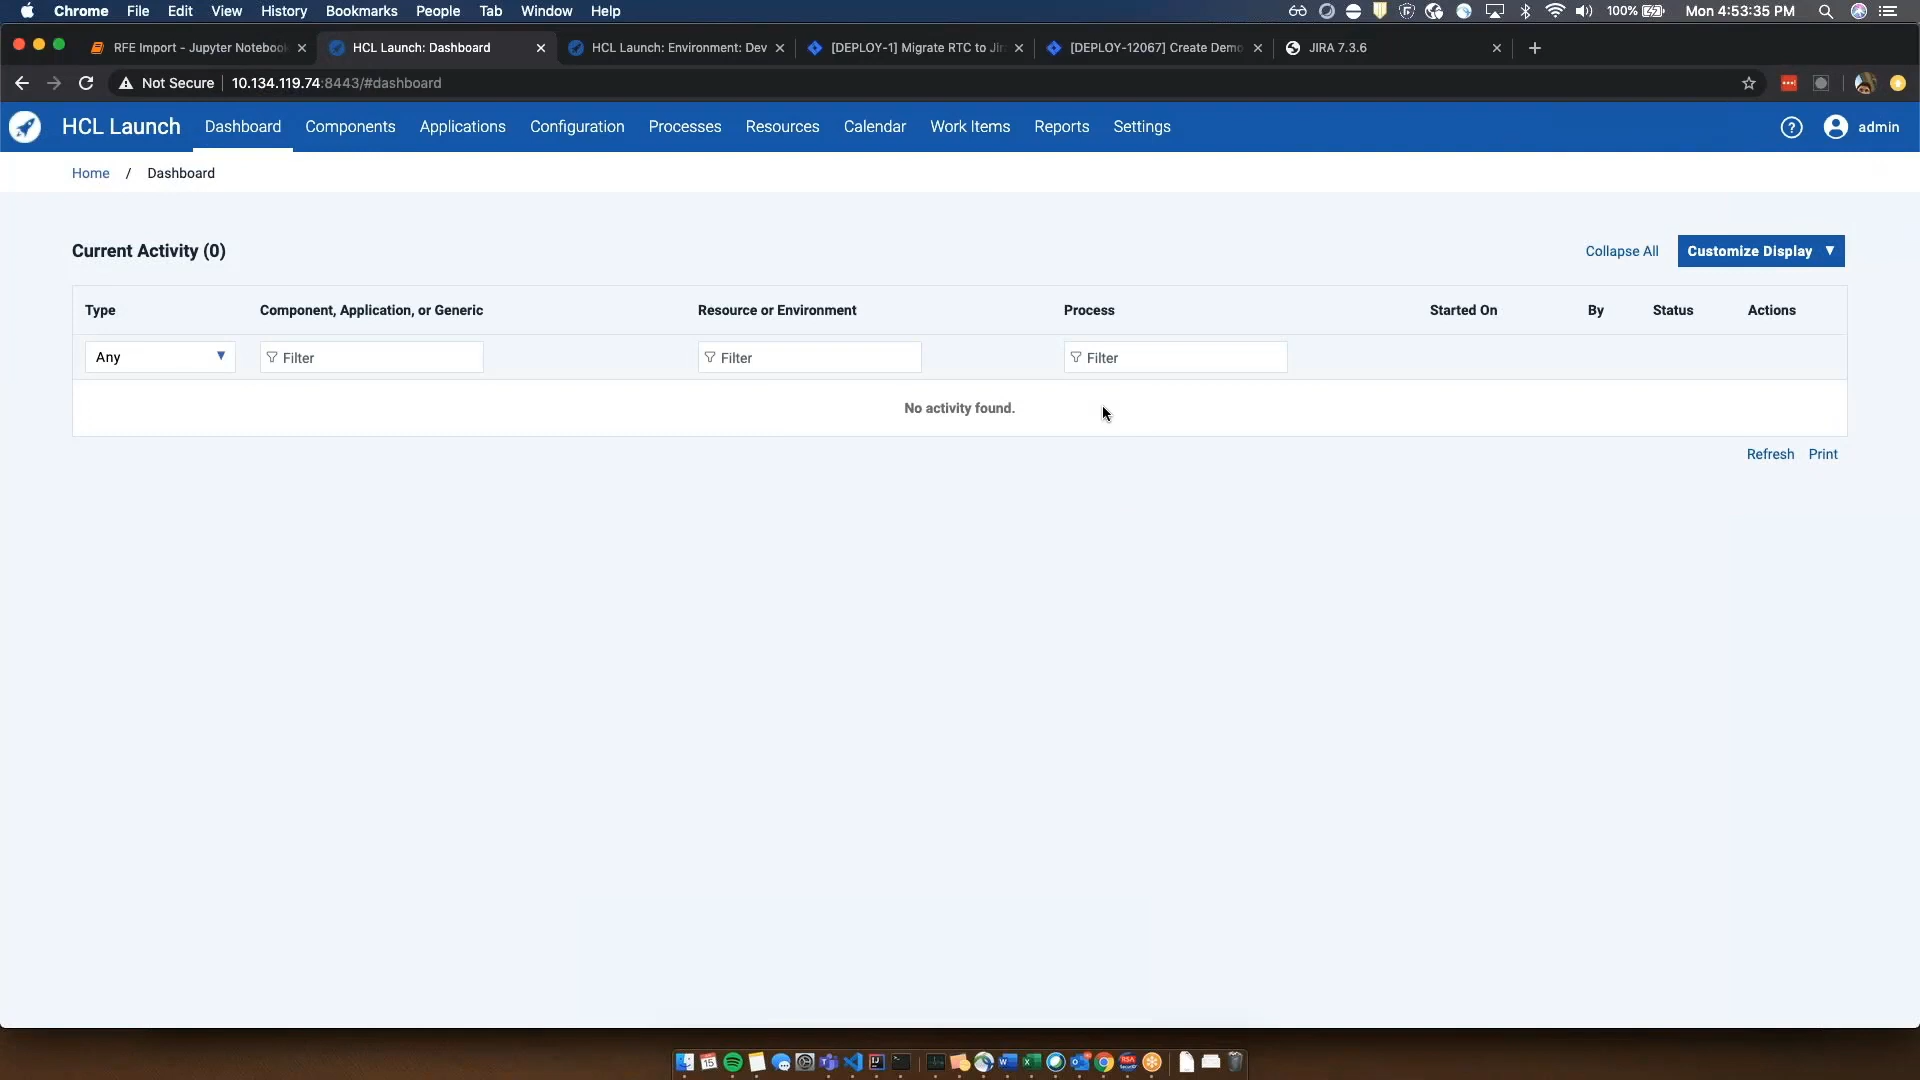 Chrome File Edit View History Bookmarks People Tab Window Help 100% Mon 4:53:35 PM
RFE Import - Jupyter Notebook HCL Launch: Dashboard HCL Launch: Environment: Dev [DEPLOY-1] Migrate RTC to Jir [DEPLOY-12067] Create Demo JIRA 7.3.6
Not Secure 10.134.119.74:8443/#dashboard
HCL Launch Dashboard Components Applications Configuration Processes Resources Calendar Work Items Reports Settings ? admin
Home / Dashboard
Current Activity (0) Collapse All Customize Display
Type Component, Application, or Generic Resource or Environment Process Started On By Status Actions
Any Filter Filter Filter
No activity found.
Refresh Print